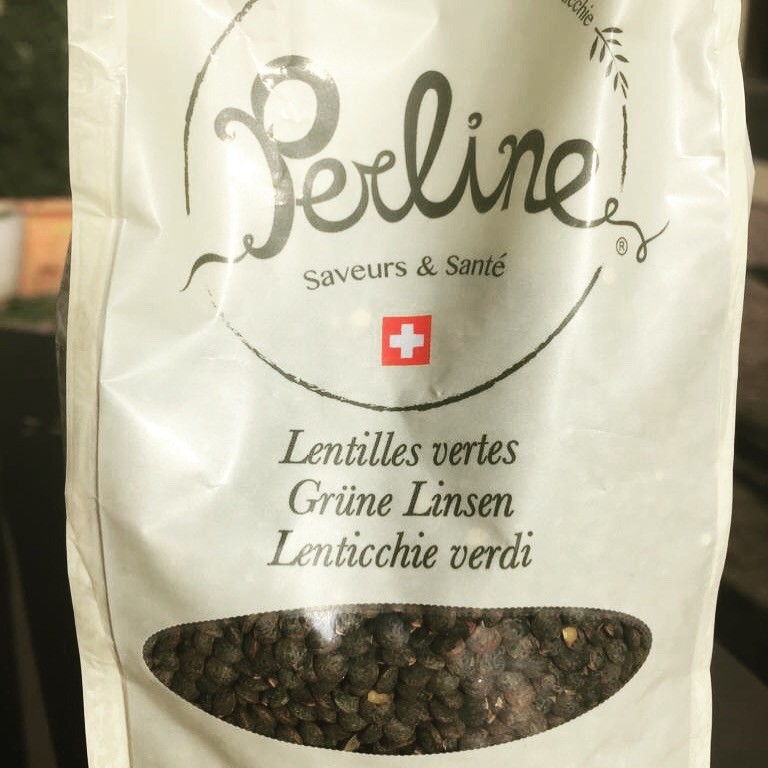 Perline
®
Saveurs & Santé
Lentilles vertes
Grüne Linsen
Lenticchie verdi